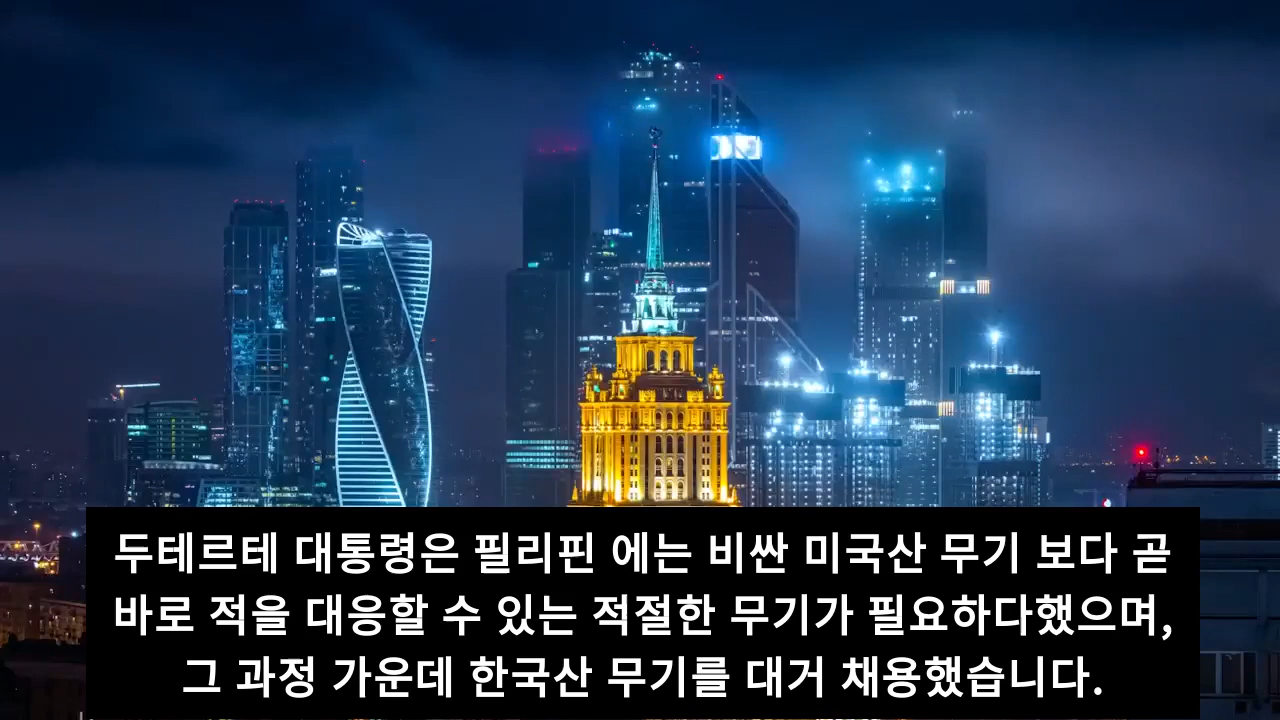 두테르테 대통령은 필리핀 에는 비싼 미국산 무기 보다 곧
바로 적을 대응할 수 있는 적절한 무기가 필요하다했으며,
그 과정 가운데 한국산 무기를 대거 채용했습니다.